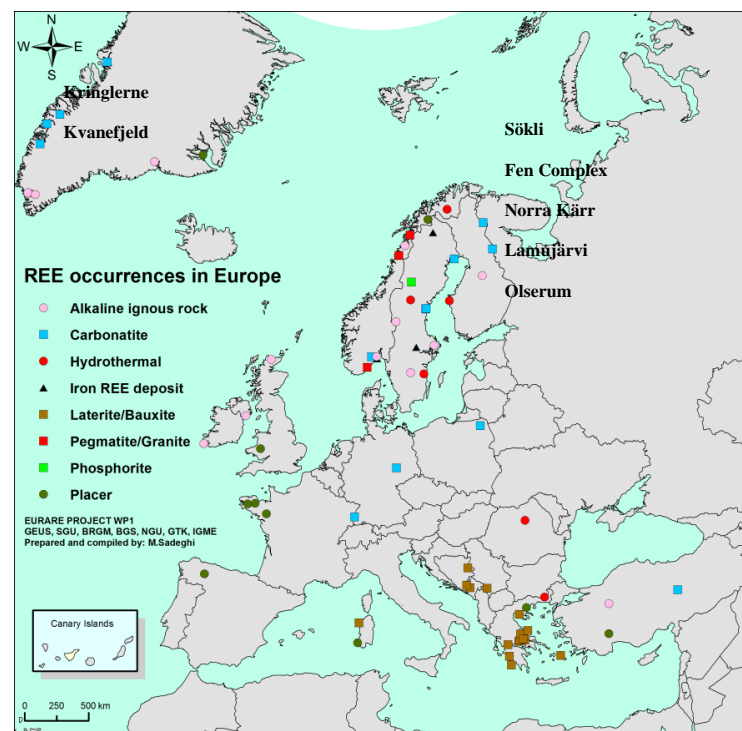 N
W E
S
Kringlerne
Kvanefjeld
Sökli
Fen Complex
Norra Kärr
Lamujärvi
Olserum
REE occurrences in Europe
Alkaline ignous rock
Carbonatite
Hydrothermal
Iron REE deposit
Laterite/Bauxite
Pegmatite/Granite
Phosphorite
Placer
EURARE PROJECT WP1
GEUS, SGU, BRGM, BGS, NGU, GTK, IGME
Prepared and compiled by: M.Sadeghi
Canary Islands
0 250 500 km